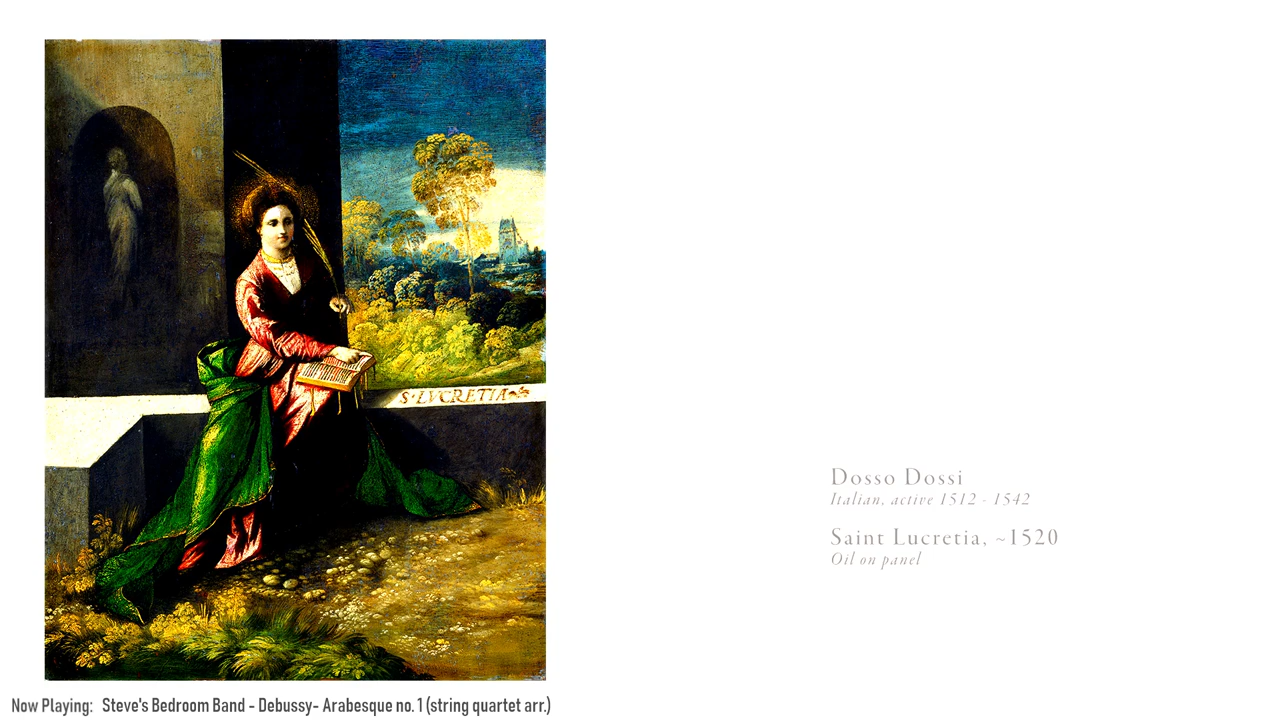 S·LVCRETIA
Dosso Dossi
Italian, active 1512 - 1542
Saint Lucretia, ~1520
Oil on panel
Now Playing: Steve's Bedroom Band - Debussy- Arabesque no. 1 (string quartet arr.)